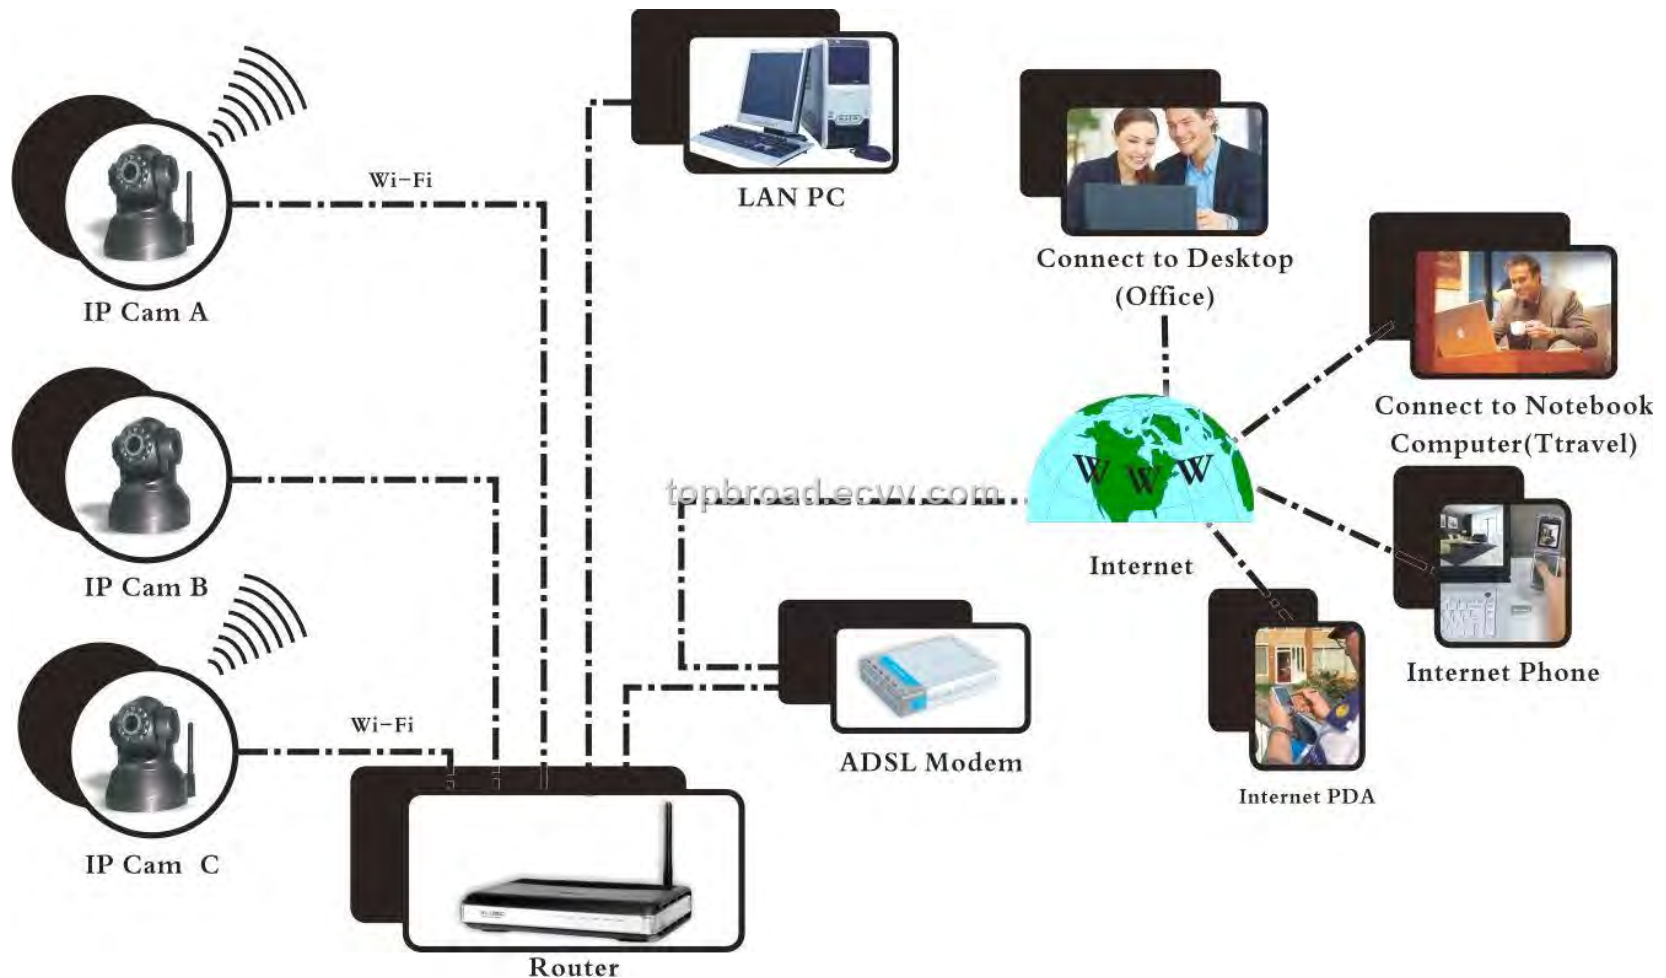 LAN PC
Wi-Fi
Connect to Desktop
(Office)
IP Cam A
Connect to Notebook
Computer(Ttravel)
W W W
topbroad.ecvv.com
Internet
IP Cam B
Internet Phone
Wi-Fi
ADSL Modem
Internet PDA
IP Cam C
Router